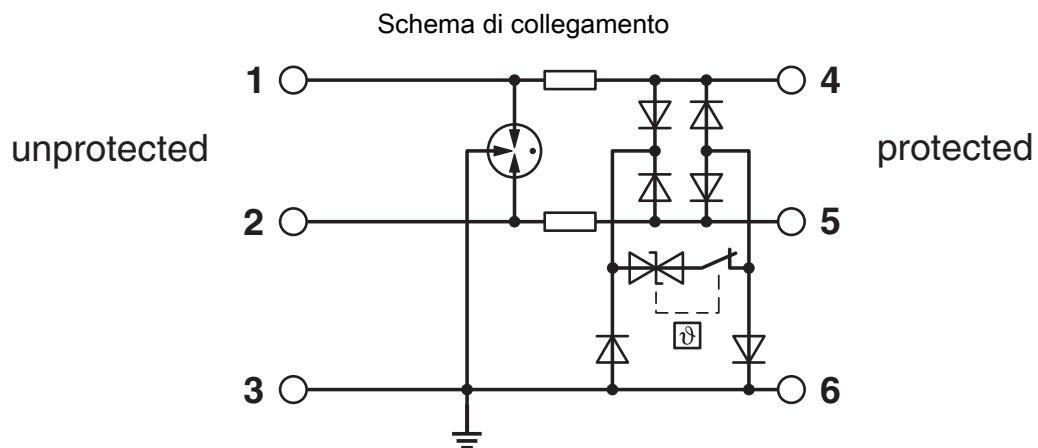 Schema di collegamento
1 4
unprotected protected
2 5
ϑ
3 6